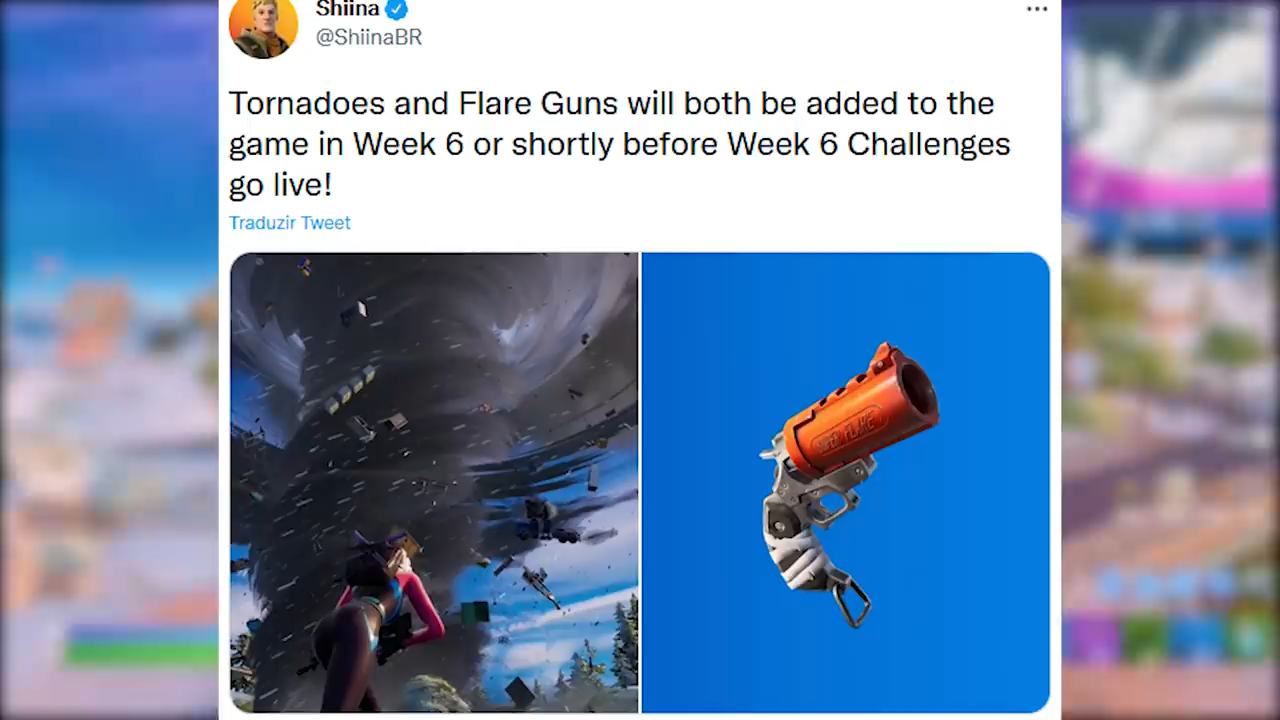 Shiina
@ShiinaBR
Tornadoes and Flare Guns will both be added to the
game in Week 6 or shortly before Week 6 Challenges
go live!
Traduzir Tweet